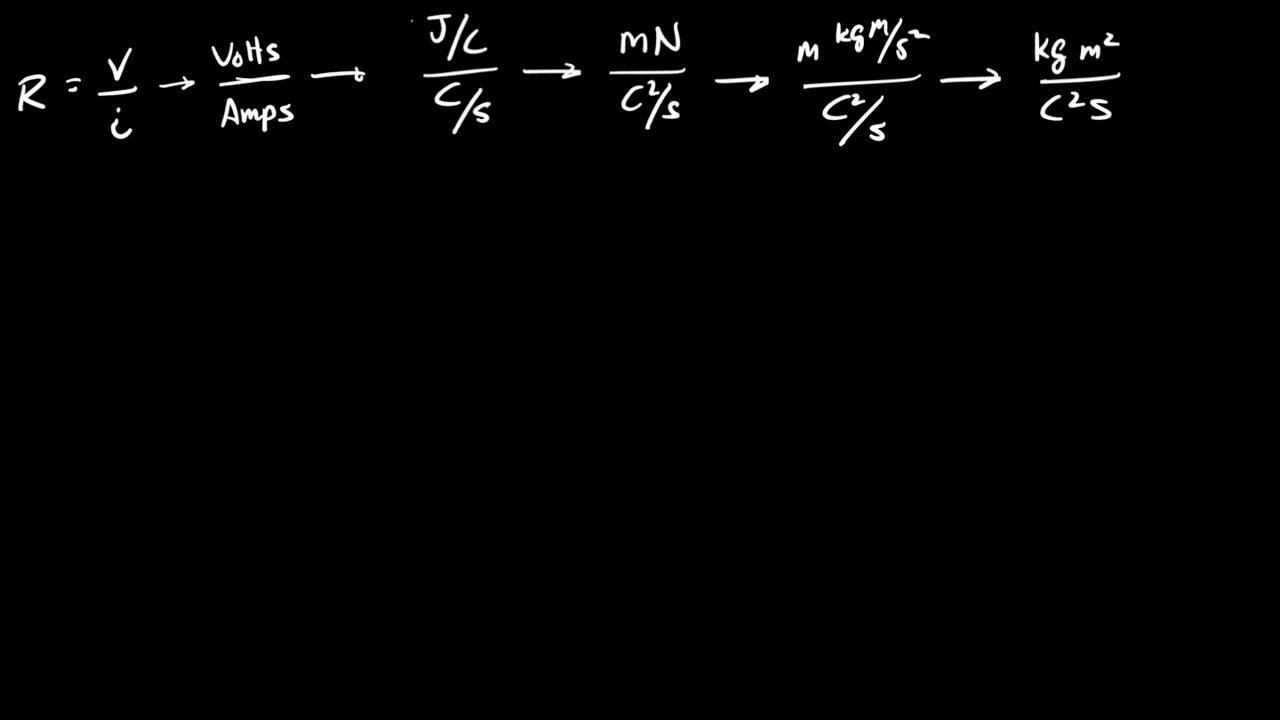 R = V/i → Volts/Amps → J/C / C/s → mN / C²/s → m kg m/s² / C²/s → kg m² / C² s